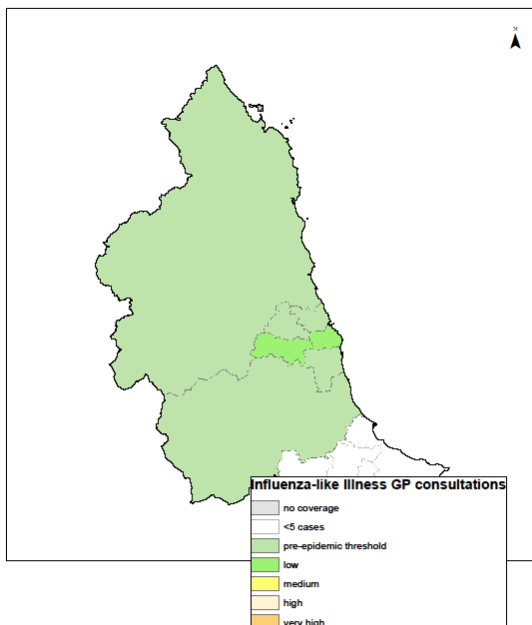 N
Influenza-like Illness GP consultations
no coverage
<5 cases
pre-epidemic threshold
low
medium
high
very high